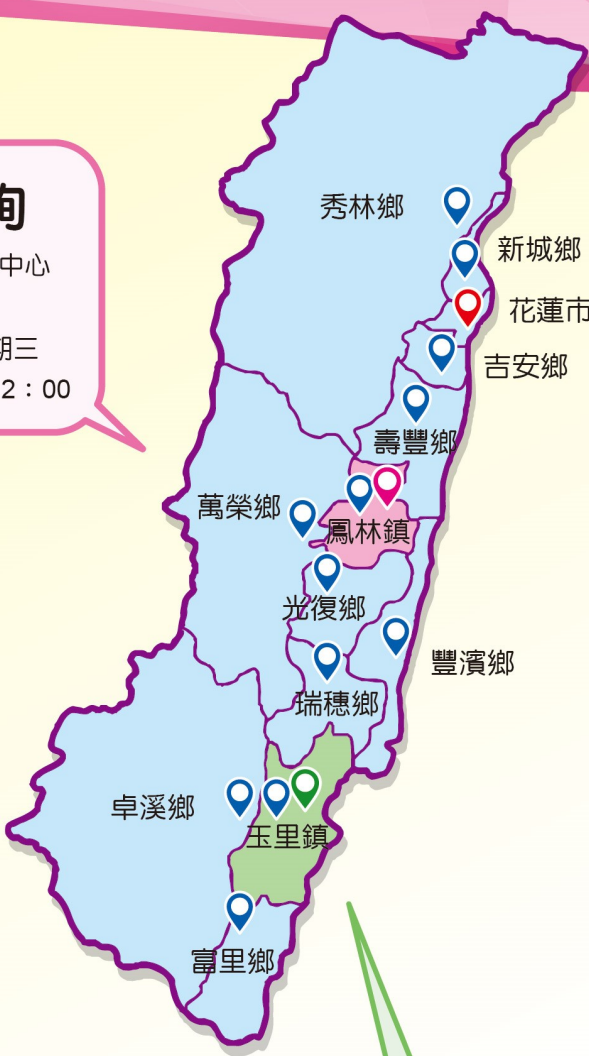 詢
中心
期三
2：00
秀林鄉
新城鄉
花蓮市
吉安鄉
壽豐鄉
萬榮鄉
鳳林鎮
光復鄉
豐濱鄉
瑞穗鄉
卓溪鄉
玉里鎮
富里鄉